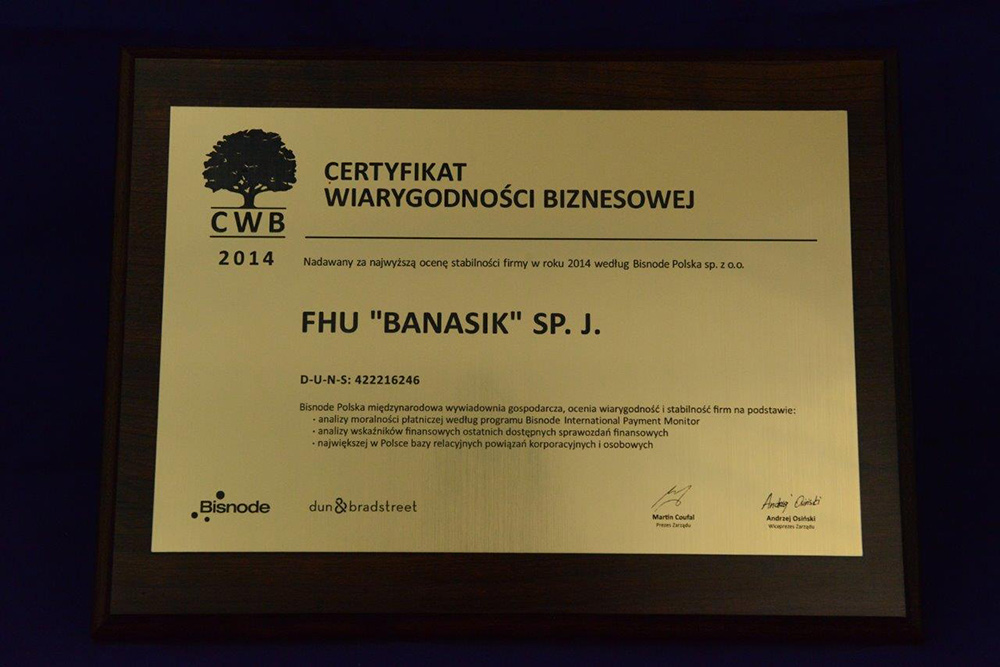 CERTYFIKAT
WIARYGODNOŚCI BIZNESOWEJ
CWB
2014
Nadawany za najwyższą ocenę stabilności firmy w roku 2014 według Bisnode Polska sp. z o.o.
FHU "BANASIK" SP. J.
D-U-N-S: 422216246
Bisnode Polska międzynarodowa wywiadownia gospodarcza, ocenia wiarygodność i stabilność firm na podstawie:
- analizy moralności płatniczej według programu Bisnode International Payment Monitor
- analizy wskaźników finansowych ostatnich dostępnych sprawozdań finansowych
- największej w Polsce bazy relacyjnych powiązań korporacyjnych i osobowych
Bisnode
dun&bradstreet
Martin Coufal
Prezes Zarządu
Andrzej Osiński
Andrzej Osiński
Wiceprezes Zarządu